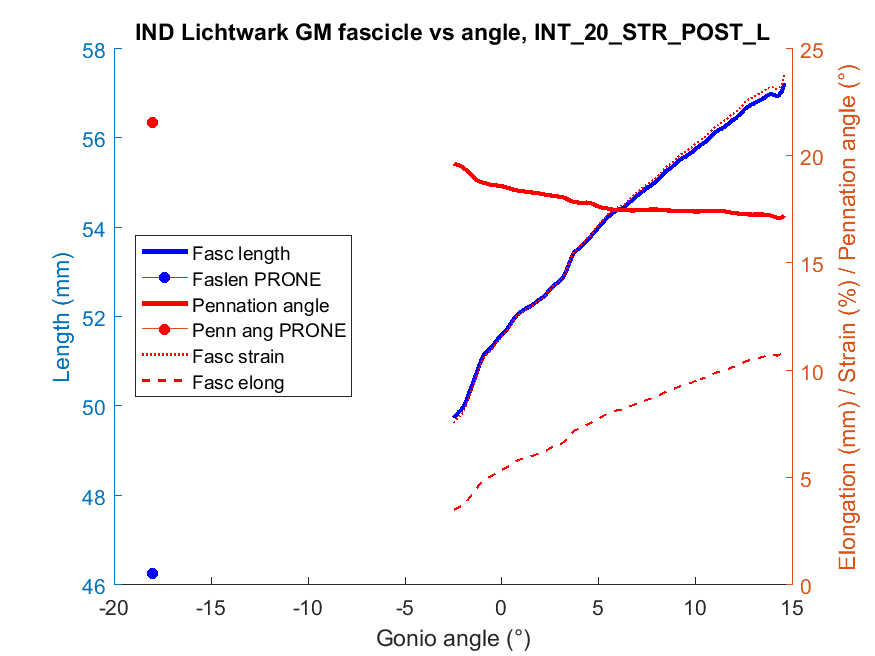 IND Lichtwark GM fascicle vs angle, INT_20_STR_POST_L
58
56
54
52
50
48
46
Length (mm)
25
20
15
10
5
0
Elongation (mm) / Strain (%) / Pennation angle (°)
Fasc length
Faslen PRONE
Pennation angle
Penn ang PRONE
Fasc strain
Fasc elong
-20 -15 -10 -5 0 5 10 15
Gonio angle (°)